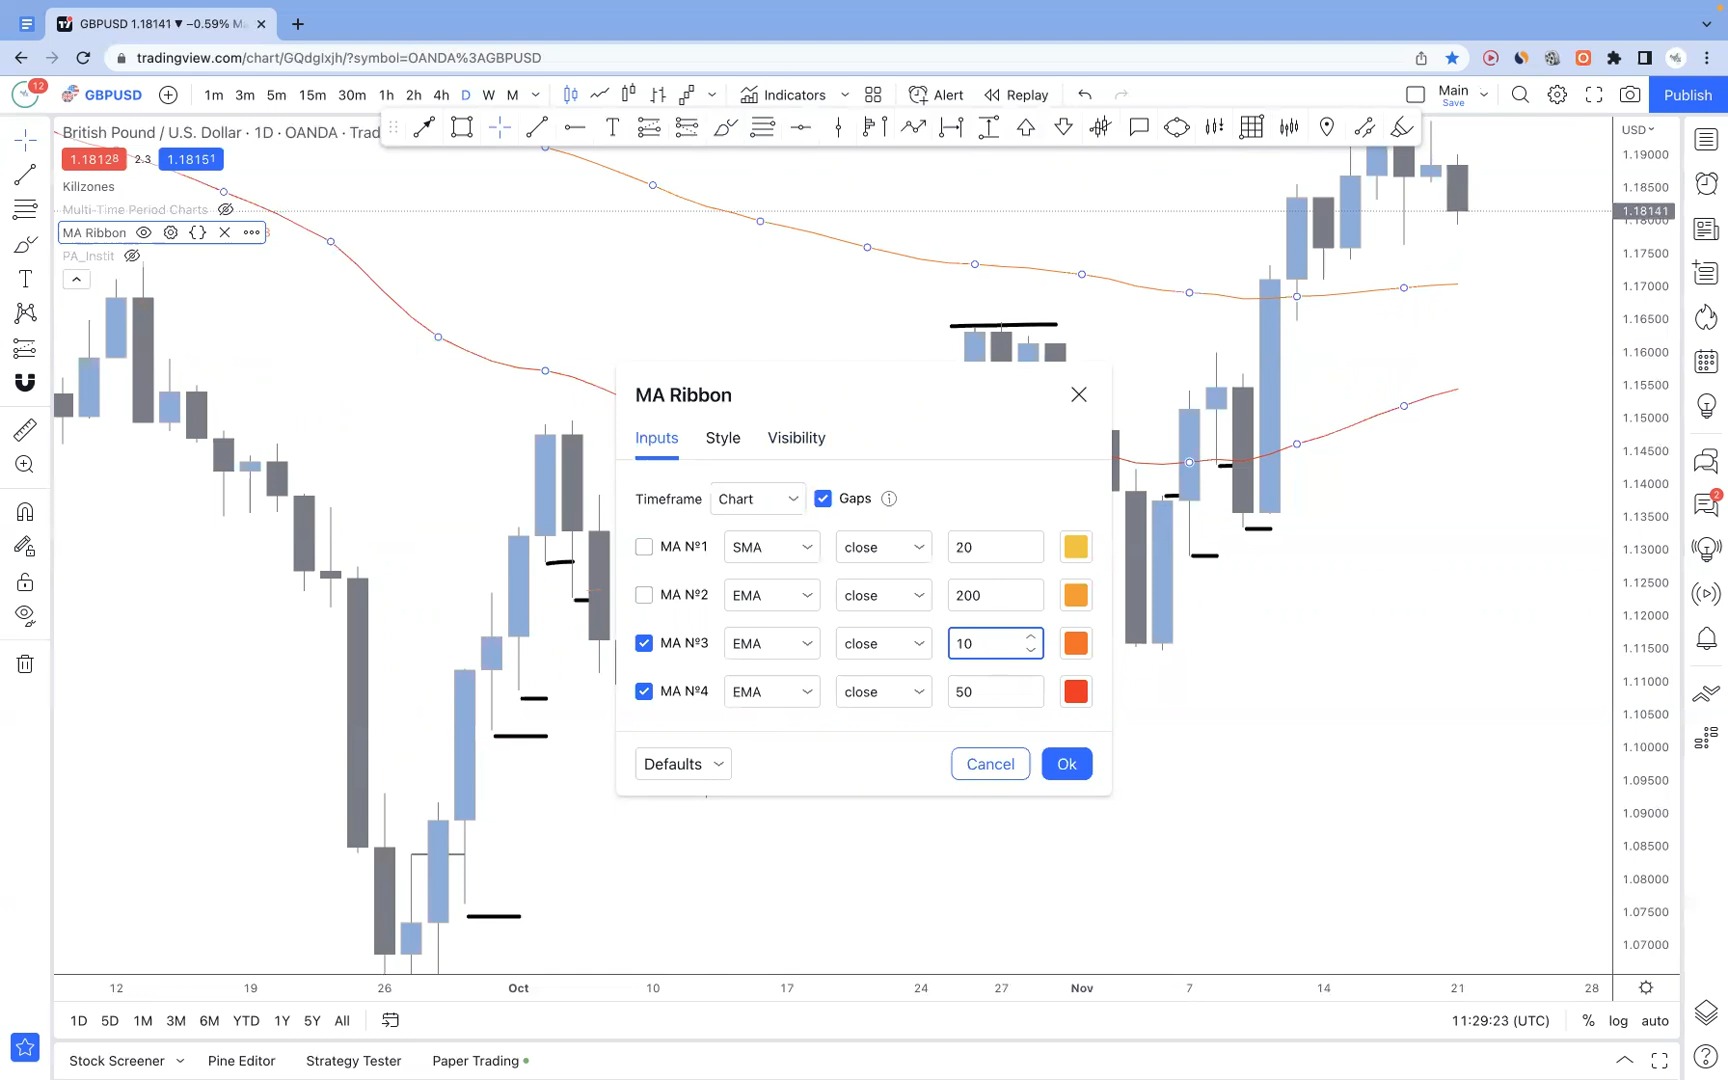 GBPUSD 1.18141 ▼ −0.59% Ma
tradingview.com/chart/GQdglxjh/?symbol=OANDA%3AGBPUSD
12
GBPUSD
1m 3m 5m 15m 30m 1h 2h 4h D W M
Indicators
Alert
Replay
Main
Save
Publish
British Pound / U.S. Dollar · 1D · OANDA · Trad
1.18128 2.3 1.18151
Killzones
Multi-Time Period Charts
MA Ribbon
PA_Instit
MA Ribbon
Inputs Style Visibility
Timeframe Chart Gaps
MA Nº1 SMA close 20
MA Nº2 EMA close 200
MA Nº3 EMA close 10
MA Nº4 EMA close 50
Defaults Cancel Ok
USD
1.19000
1.18500
1.18141
1.18000
1.17500
1.17000
1.16500
1.16000
1.15500
1.15000
1.14500
1.14000
1.13500
1.13000
1.12500
1.12000
1.11500
1.11000
1.10500
1.10000
1.09500
1.09000
1.08500
1.08000
1.07500
1.07000
2
12 19 26 Oct 10 17 24 27 Nov 7 14 21 28
1D 5D 1M 3M 6M YTD 1Y 5Y All
11:29:23 (UTC) % log auto
Stock Screener Pine Editor Strategy Tester Paper Trading